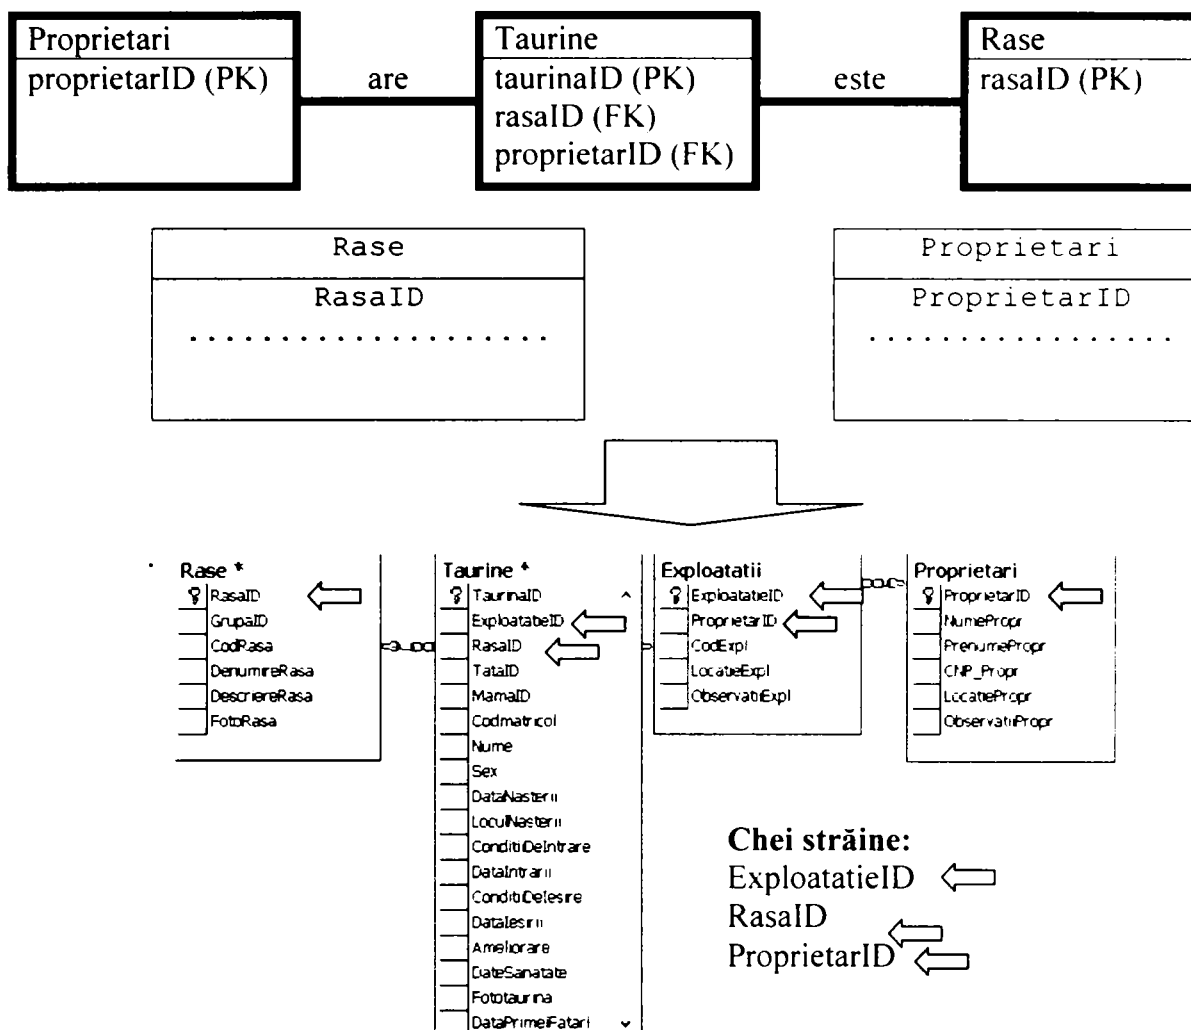 Proprietari
proprietarID (PK)
are
Taurine
taurinaID (PK)
rasaID (FK)
proprietarID (FK)
este
Rase
rasaID (PK)
Rase
RasaID
. . . . . . . . . . . . . . . . . . . .
Proprietari
ProprietarID
. . . . . . . . . . . . . . . . .
Rase *
RasaID
GrupaID
CodRasa
DenumireRasa
DescriereRasa
FotoRasa
Taurine *
TaurinaID
ExploatatieID
RasaID
TataID
MamaID
Codmatricol
Nume
Sex
DataNasterii
LoculNasterii
ConditiiDeIntrare
DataIntrarii
ConditiiDeIesire
DataIesirii
Ameliorare
DateSanatate
Fototaurina
DataPrimeiFatari
Exploatatii
ExploatatieID
ProprietarID
CodExpl
LocatieExpl
ObservatiiExpl
Proprietari
ProprietarID
NumePropr
PrenumePropr
CNP_Propr
LocatiePropr
ObservatiiPropr
Chei străine:
ExploatatieID
RasaID
ProprietarID